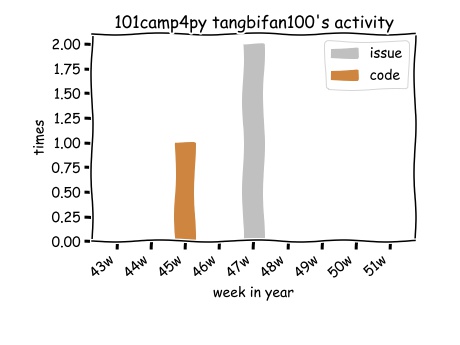 101camp4py tangbifan100's activity
2.00
1.75
1.50
1.25
1.00
0.75
0.50
0.25
0.00
times
issue
code
43w 44w 45w 46w 47w 48w 49w 50w 51w
week in year